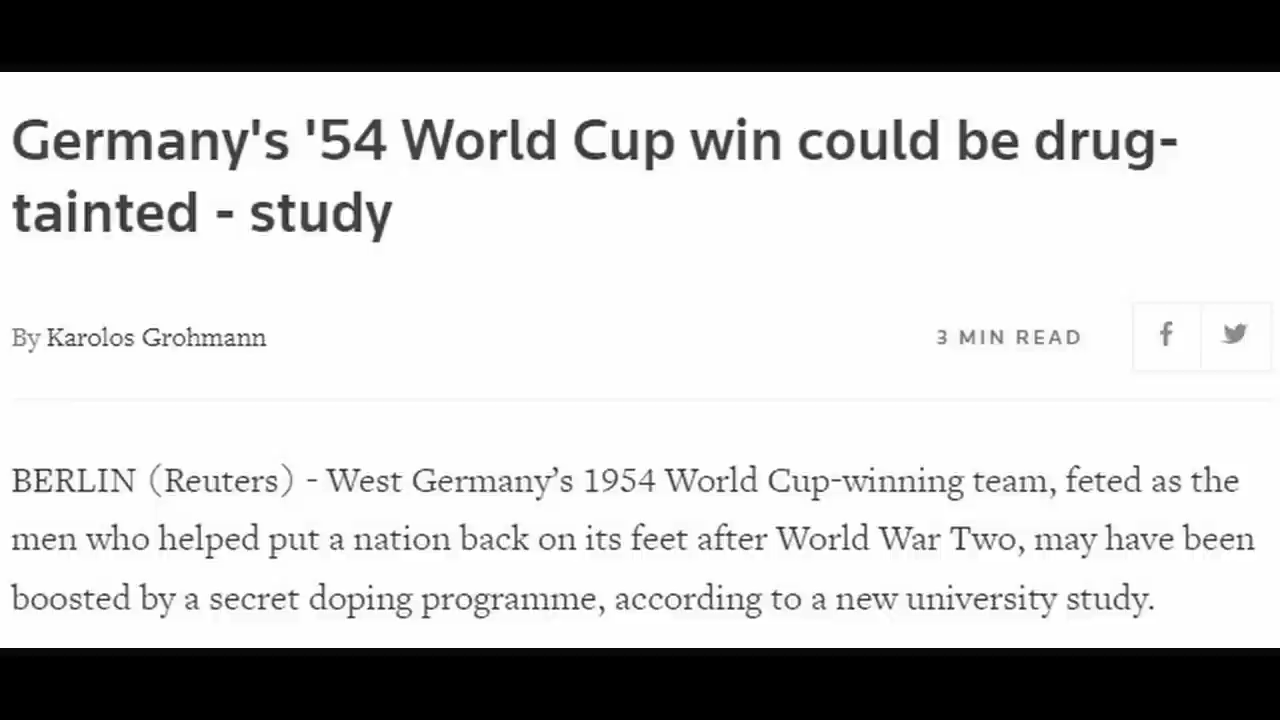 Germany's '54 World Cup win could be drug-
tainted - study
By Karolos Grohmann
3 MIN READ
BERLIN (Reuters) - West Germany’s 1954 World Cup-winning team, feted as the
men who helped put a nation back on its feet after World War Two, may have been
boosted by a secret doping programme, according to a new university study.